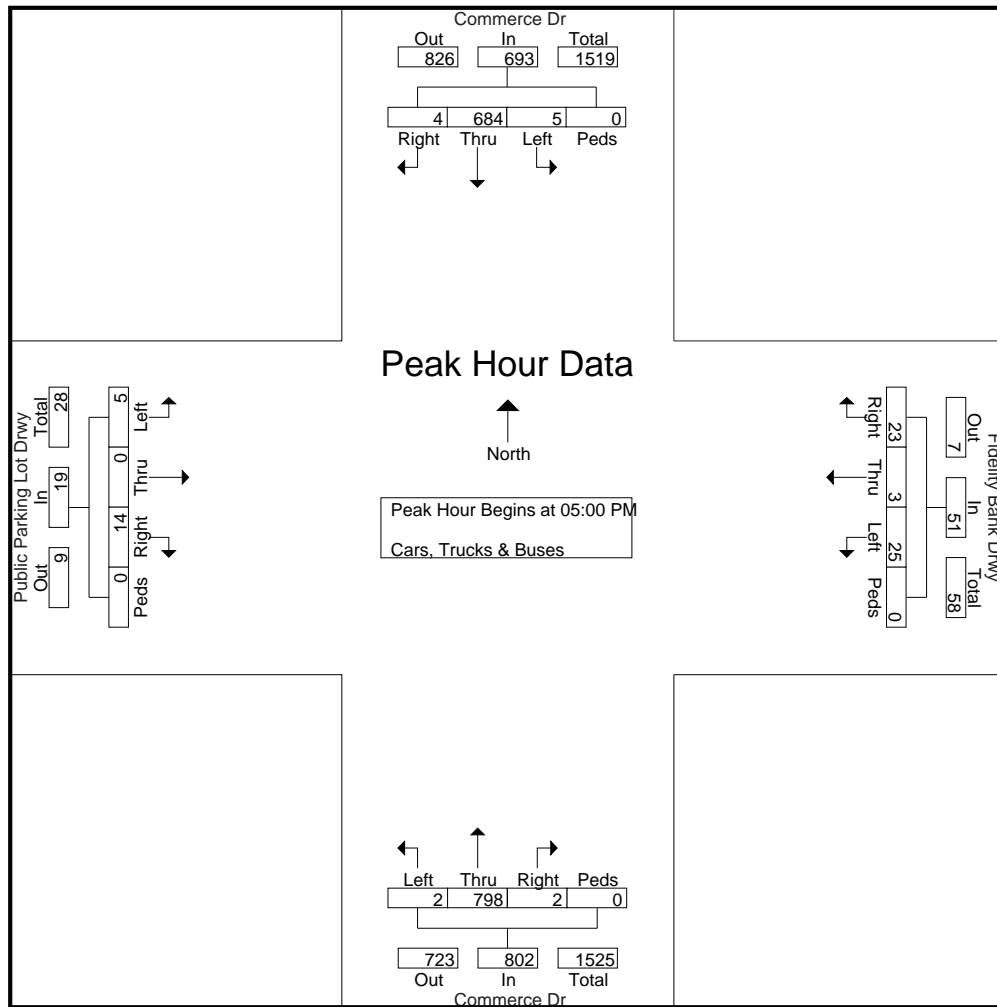 Commerce Dr
Out In Total
826 693 1519
4 684 5 0
Right Thru Left Peds
Peak Hour Data
North
Peak Hour Begins at 05:00 PM
Cars, Trucks & Buses
Public Parking Lot Drwy
Out In Total
9 19 28
5 0 14 0
Left Thru Right Peds
Fidelity Bank Drwy
Out In Total
7 51 58
23 3 25 0
Right Thru Left Peds
Left Thru Right Peds
2 798 2 0
723 802 1525
Out In Total
Commerce Dr